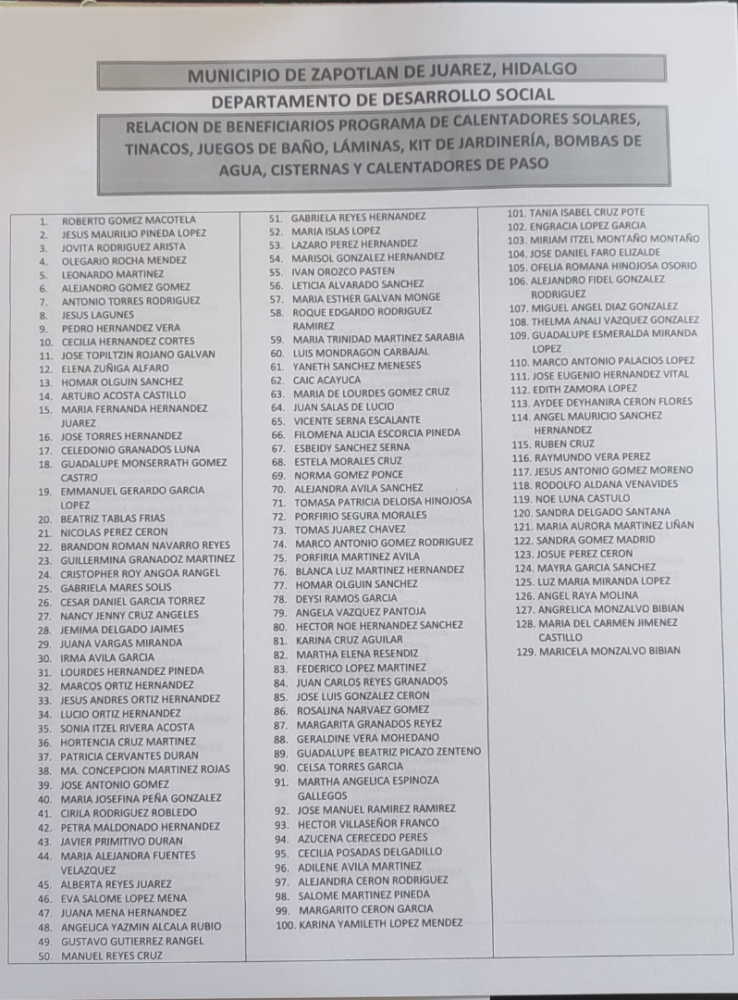 MUNICIPIO DE ZAPOTLAN DE JUAREZ, HIDALGO
DEPARTAMENTO DE DESARROLLO SOCIAL
RELACION DE BENEFICIARIOS PROGRAMA DE CALENTADORES SOLARES,
TINACOS, JUEGOS DE BAÑO, LÁMINAS, KIT DE JARDINERÍA, BOMBAS DE
AGUA, CISTERNAS Y CALENTADORES DE PASO
1. ROBERTO GOMEZ MACOTELA
2. JESUS MAURILIO PINEDA LOPEZ
3. JOVITA RODRIGUEZ ARISTA
4. OLEGARIO ROCHA MENDEZ
5. LEONARDO MARTINEZ
6. ALEJANDRO GOMEZ GOMEZ
7. ANTONIO TORRES RODRIGUEZ
8. JESUS LAGUNES
9. PEDRO HERNANDEZ VERA
10. CECILIA HERNANDEZ CORTES
11. JOSE TOPILTZIN ROJANO GALVAN
12. ELENA ZUÑIGA ALFARO
13. HOMAR OLGUIN SANCHEZ
14. ARTURO ACOSTA CASTILLO
15. MARIA FERNANDA HERNANDEZ
JUAREZ
16. JOSE TORRES HERNANDEZ
17. CELEDONIO GRANADOS LUNA
18. GUADALUPE MONSERRATH GOMEZ
CASTRO
19. EMMANUEL GERARDO GARCIA
LOPEZ
20. BEATRIZ TABLAS FRIAS
21. NICOLAS PEREZ CERON
22. BRANDON ROMAN NAVARRO REYES
23. GUILLERMINA GRANADOZ MARTINEZ
24. CRISTOPHER ROY ANGOA RANGEL
25. GABRIELA MARES SOLIS
26. CESAR DANIEL GARCIA TORREZ
27. NANCY JENNY CRUZ ANGELES
28. JEMIMA DELGADO JAIMES
29. JUANA VARGAS MIRANDA
30. IRMA AVILA GARCIA
31. LOURDES HERNANDEZ PINEDA
32. MARCOS ORTIZ HERNANDEZ
33. JESUS ANDRES ORTIZ HERNANDEZ
34. LUCIO ORTIZ HERNANDEZ
35. SONIA ITZEL RIVERA ACOSTA
36. HORTENCIA CRUZ MARTINEZ
37. PATRICIA CERVANTES DURAN
38. MA. CONCEPCION MARTINEZ ROJAS
39. JOSE ANTONIO GOMEZ
40. MARIA JOSEFINA PEÑA GONZALEZ
41. CIRILA RODRIGUEZ ROBLEDO
42. PETRA MALDONADO HERNANDEZ
43. JAVIER PRIMITIVO DURAN
44. MARIA ALEJANDRA FUENTES
VELAZQUEZ
45. ALBERTA REYES JUAREZ
46. EVA SALOME LOPEZ MENA
47. JUANA MENA HERNANDEZ
48. ANGELICA YAZMIN ALCALA RUBIO
49. GUSTAVO GUTIERREZ RANGEL
50. MANUEL REYES CRUZ
51. GABRIELA REYES HERNANDEZ
52. MARIA ISLAS LOPEZ
53. LAZARO PEREZ HERNANDEZ
54. MARISOL GONZALEZ HERNANDEZ
55. IVAN OROZCO PASTEN
56. LETICIA ALVARADO SANCHEZ
57. MARIA ESTHER GALVAN MONGE
58. ROQUE EDGARDO RODRIGUEZ
RAMIREZ
59. MARIA TRINIDAD MARTINEZ SARABIA
60. LUIS MONDRAGON CARBAJAL
61. YANETH SANCHEZ MENESES
62. CAIC ACAYUCA
63. MARIA DE LOURDES GOMEZ CRUZ
64. JUAN SALAS DE LUCIO
65. VICENTE SERNA ESCALANTE
66. FILOMENA ALICIA ESCORCIA PINEDA
67. ESBEIDY SANCHEZ SERNA
68. ESTELA MORALES CRUZ
69. NORMA GOMEZ PONCE
70. ALEJANDRA AVILA SANCHEZ
71. TOMASA PATRICIA DELOISA HINOJOSA
72. PORFIRIO SEGURA MORALES
73. TOMAS JUAREZ CHAVEZ
74. MARCO ANTONIO GOMEZ RODRIGUEZ
75. PORFIRIA MARTINEZ AVILA
76. BLANCA LUZ MARTINEZ HERNANDEZ
77. HOMAR OLGUIN SANCHEZ
78. DEYSI RAMOS GARCIA
79. ANGELA VAZQUEZ PANTOJA
80. HECTOR NOE HERNANDEZ SANCHEZ
81. KARINA CRUZ AGUILAR
82. MARTHA ELENA RESENDIZ
83. FEDERICO LOPEZ MARTINEZ
84. JUAN CARLOS REYES GRANADOS
85. JOSE LUIS GONZALEZ CERON
86. ROSALINA NARVAEZ GOMEZ
87. MARGARITA GRANADOS REYEZ
88. GERALDINE VERA MOHEDANO
89. GUADALUPE BEATRIZ PICAZO ZENTENO
90. CELSA TORRES GARCIA
91. MARTHA ANGELICA ESPINOZA
GALLEGOS
92. JOSE MANUEL RAMIREZ RAMIREZ
93. HECTOR VILLASEÑOR FRANCO
94. AZUCENA CERECEDO PERES
95. CECILIA POSADAS DELGADILLO
96. ADILENE AVILA MARTINEZ
97. ALEJANDRA CERON RODRIGUEZ
98. SALOME MARTINEZ PINEDA
99. MARGARITO CERON GARCIA
100. KARINA YAMILETH LOPEZ MENDEZ
101. TANIA ISABEL CRUZ POTE
102. ENGRACIA LOPEZ GARCIA
103. MIRIAM ITZEL MONTAÑO MONTAÑO
104. JOSE DANIEL FARO ELIZALDE
105. OFELIA ROMANA HINOJOSA OSORIO
106. ALEJANDRO FIDEL GONZALEZ
RODRIGUEZ
107. MIGUEL ANGEL DIAZ GONZALEZ
108. THELMA ANALI VAZQUEZ GONZALEZ
109. GUADALUPE ESMERALDA MIRANDA
LOPEZ
110. MARCO ANTONIO PALACIOS LOPEZ
111. JOSE EUGENIO HERNANDEZ VITAL
112. EDITH ZAMORA LOPEZ
113. AYDEE DEYHANIRA CERON FLORES
114. ANGEL MAURICIO SANCHEZ
HERNANDEZ
115. RUBEN CRUZ
116. RAYMUNDO VERA PEREZ
117. JESUS ANTONIO GOMEZ MORENO
118. RODOLFO ALDANA VENAVIDES
119. NOE LUNA CASTULO
120. SANDRA DELGADO SANTANA
121. MARIA AURORA MARTINEZ LIÑAN
122. SANDRA GOMEZ MADRID
123. JOSUE PEREZ CERON
124. MAYRA GARCIA SANCHEZ
125. LUZ MARIA MIRANDA LOPEZ
126. ANGEL RAYA MOLINA
127. ANGRELICA MONZALVO BIBIAN
128. MARIA DEL CARMEN JIMENEZ
CASTILLO
129. MARICELA MONZALVO BIBIAN